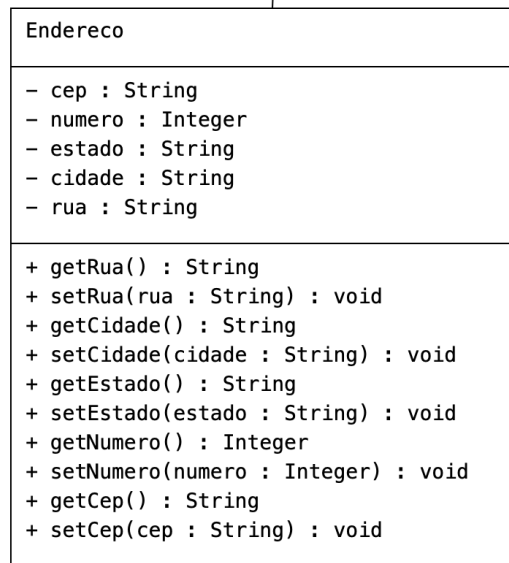 Endereco
– cep : String
– numero : Integer
– estado : String
– cidade : String
– rua : String
+ getRua() : String
+ setRua(rua : String) : void
+ getCidade() : String
+ setCidade(cidade : String) : void
+ getEstado() : String
+ setEstado(estado : String) : void
+ getNumero() : Integer
+ setNumero(numero : Integer) : void
+ getCep() : String
+ setCep(cep : String) : void